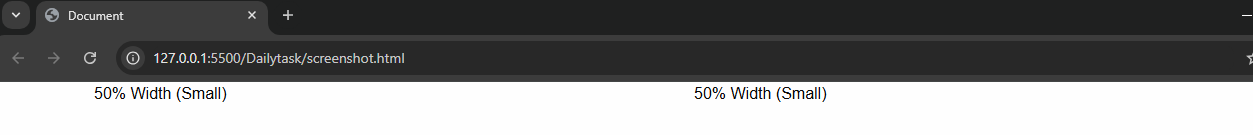 Document
127.0.0.1:5500/Dailytask/screenshot.html
50% Width (Small) 50% Width (Small)